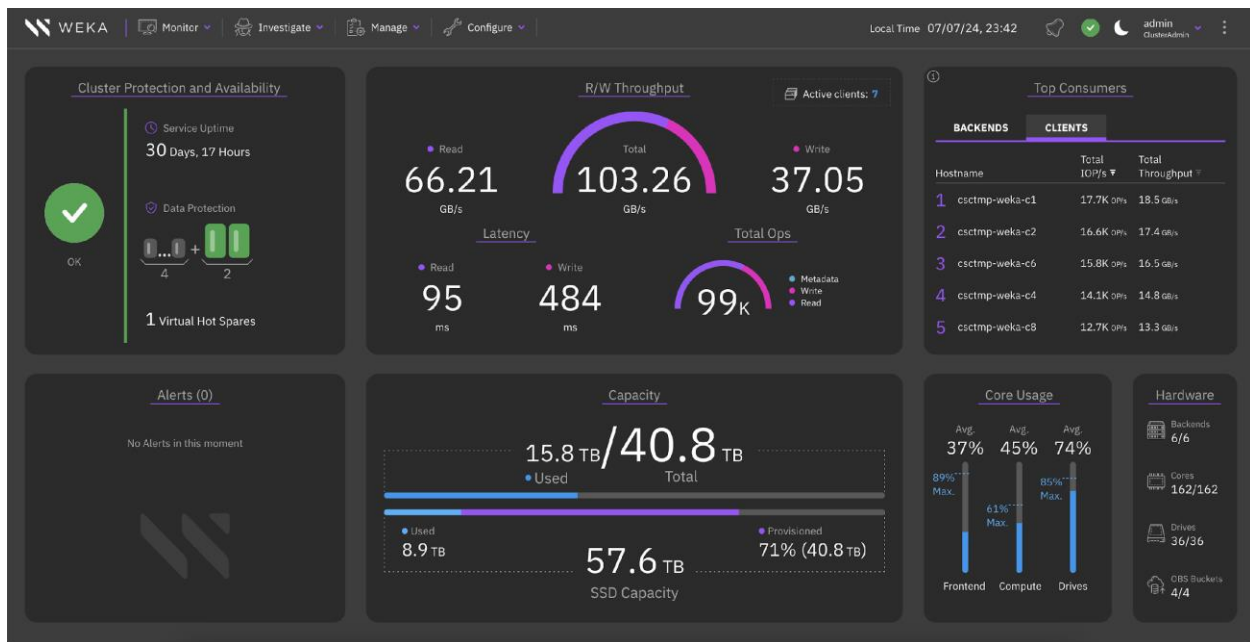 WEKA Monitor Investigate Manage Configure Local Time 07/07/24, 23:42 admin
ClusterAdmin
Cluster Protection and Availability
Service Uptime
30 Days, 17 Hours
Data Protection
OK
4 + 2
1 Virtual Hot Spares
R/W Throughput
Active clients: 7
Read
66.21
GB/s
Total
103.26
GB/s
Write
37.05
GB/s
Latency
Read
95
ms
Write
484
ms
Total Ops
99K
Metadata
Write
Read
Top Consumers
BACKENDS CLIENTS
Hostname Total IOP/s Total Throughput
1 csctmp-weka-c1 17.7K OP/s 18.5 GB/s
2 csctmp-weka-c2 16.6K OP/s 17.4 GB/s
3 csctmp-weka-c6 15.8K OP/s 16.5 GB/s
4 csctmp-weka-c4 14.1K OP/s 14.8 GB/s
5 csctmp-weka-c8 12.7K OP/s 13.3 GB/s
Alerts (0)
No Alerts in this moment
Capacity
15.8 TB/40.8 TB
Used Total
Used
8.9 TB
Provisioned
71% (40.8 TB)
57.6 TB
SSD Capacity
Core Usage
Avg. Avg. Avg.
37% 45% 74%
89%
Max.
61%
Max.
85%
Max.
Frontend Compute Drives
Hardware
Backends
6/6
Cores
162/162
Drives
36/36
OBS Buckets
4/4